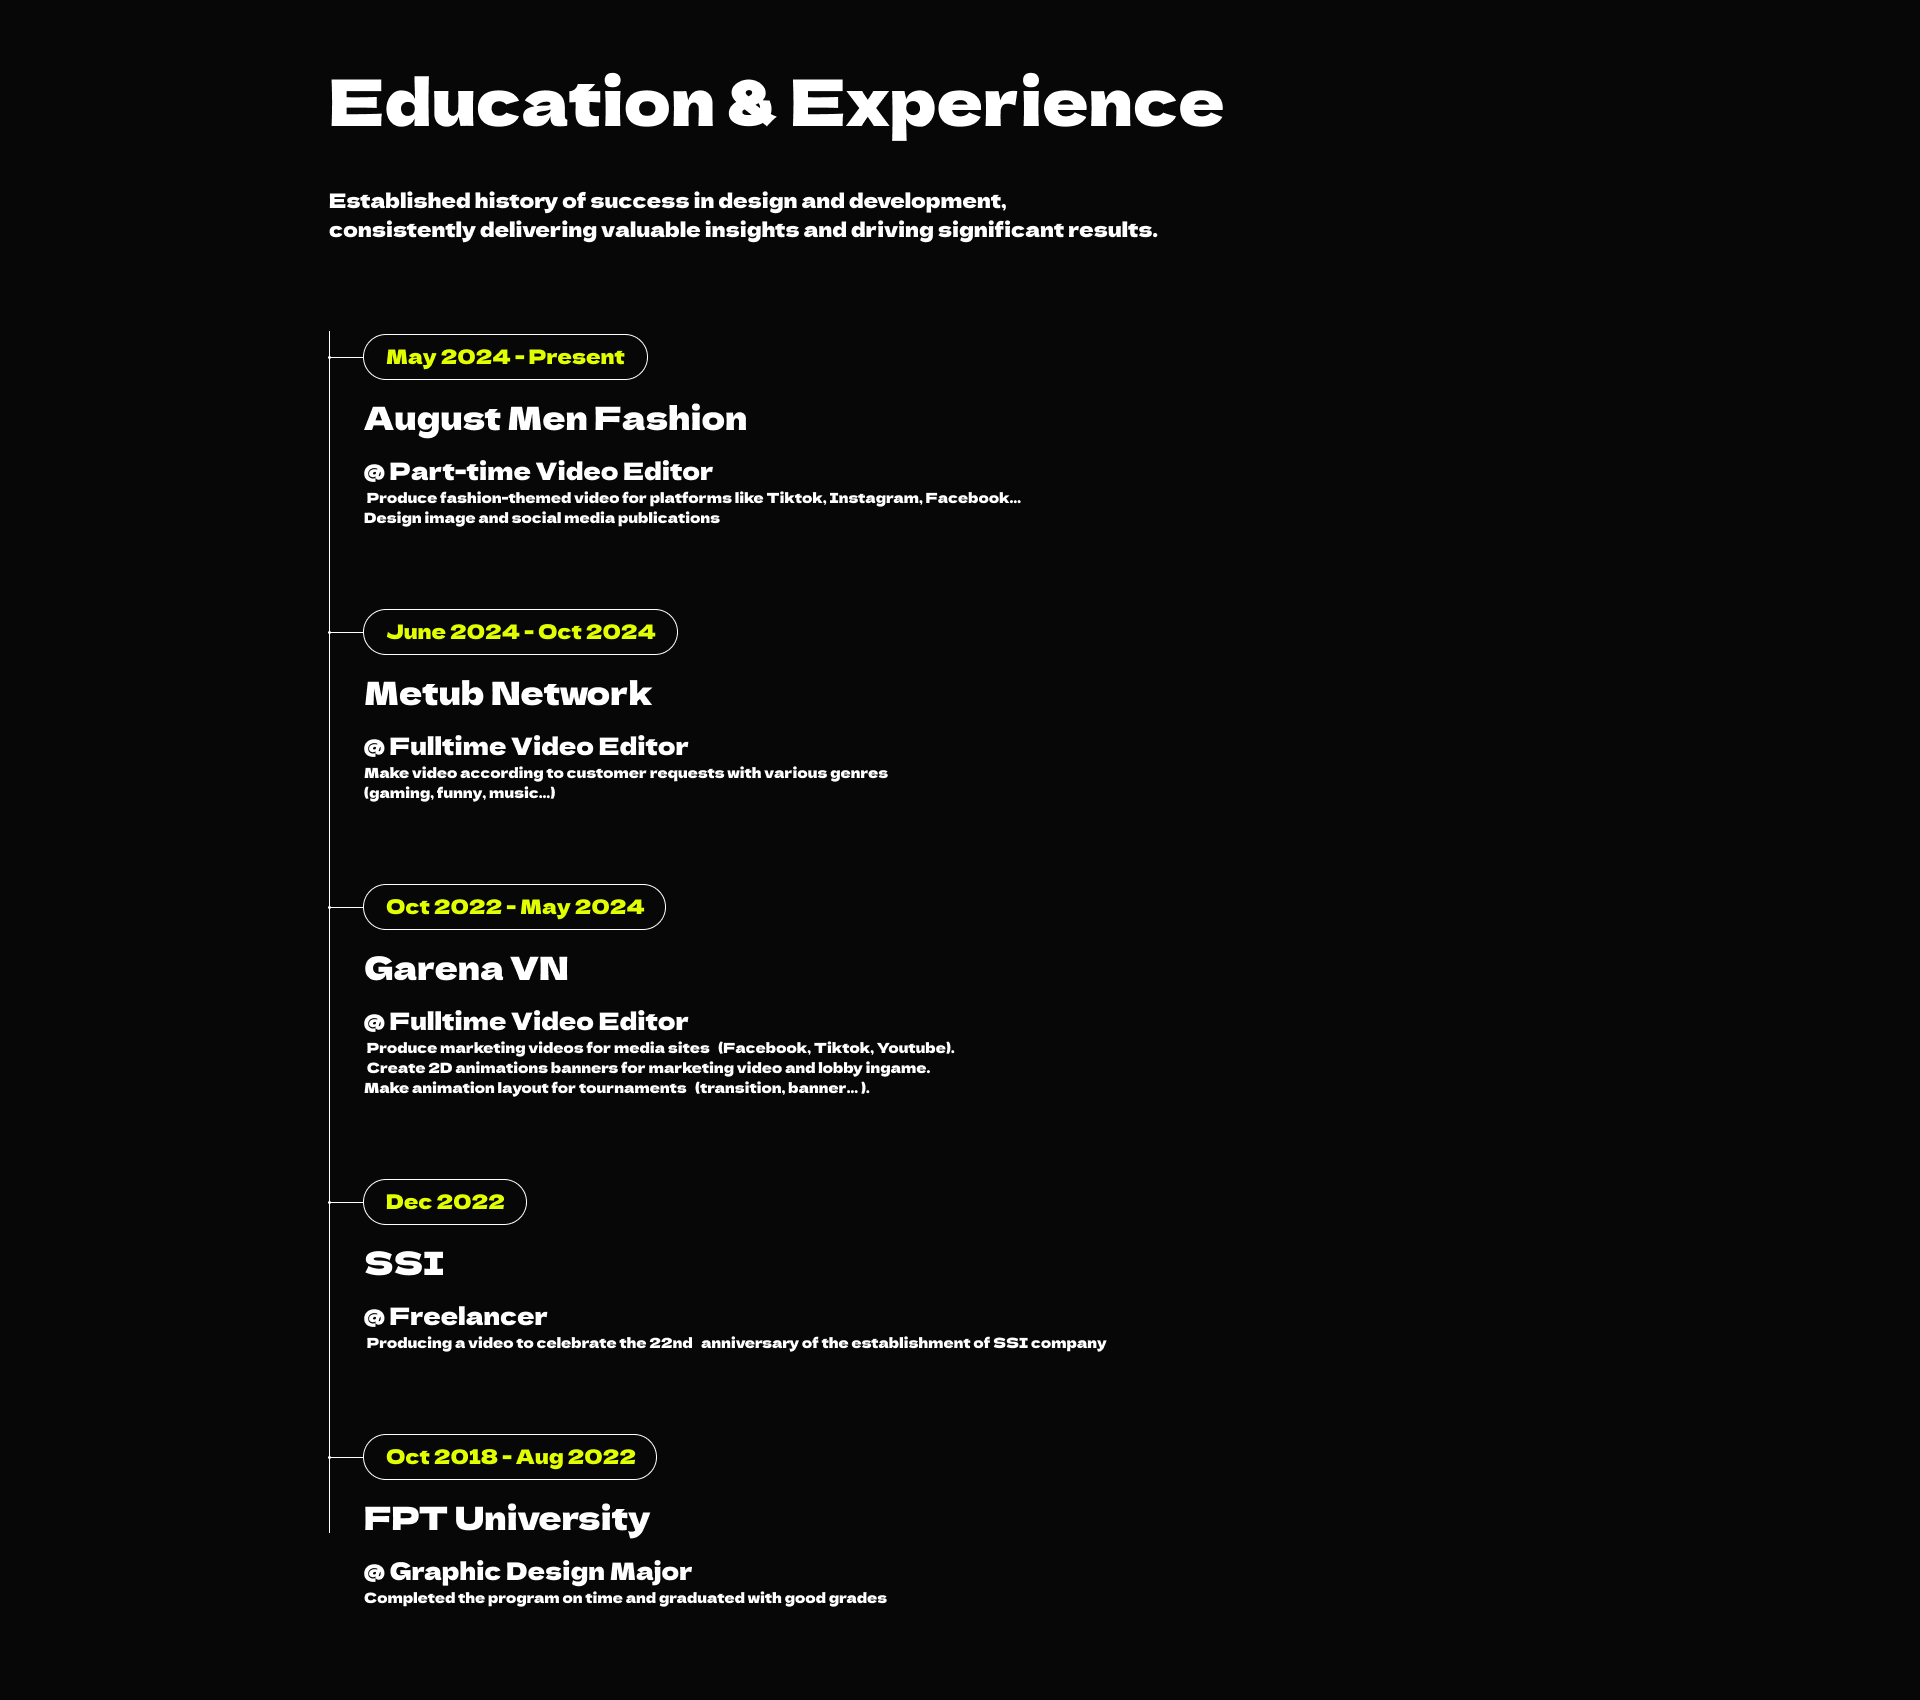 Education & Experience
Established history of success in design and development,
consistently delivering valuable insights and driving significant results.
May 2024 - Present
August Men Fashion
@ Part-time Video Editor
Produce fashion-themed video for platforms like Tiktok, Instagram, Facebook...
Design image and social media publications
June 2024 - Oct 2024
Metub Network
@ Fulltime Video Editor
Make video according to customer requests with various genres
(gaming, funny, music...)
Oct 2022 - May 2024
Garena VN
@ Fulltime Video Editor
Produce marketing videos for media sites (Facebook, Tiktok, Youtube).
Create 2D animations banners for marketing video and lobby ingame.
Make animation layout for tournaments (transition, banner... ).
Dec 2022
SSI
@ Freelancer
Producing a video to celebrate the 22nd anniversary of the establishment of SSI company
Oct 2018 - Aug 2022
FPT University
@ Graphic Design Major
Completed the program on time and graduated with good grades